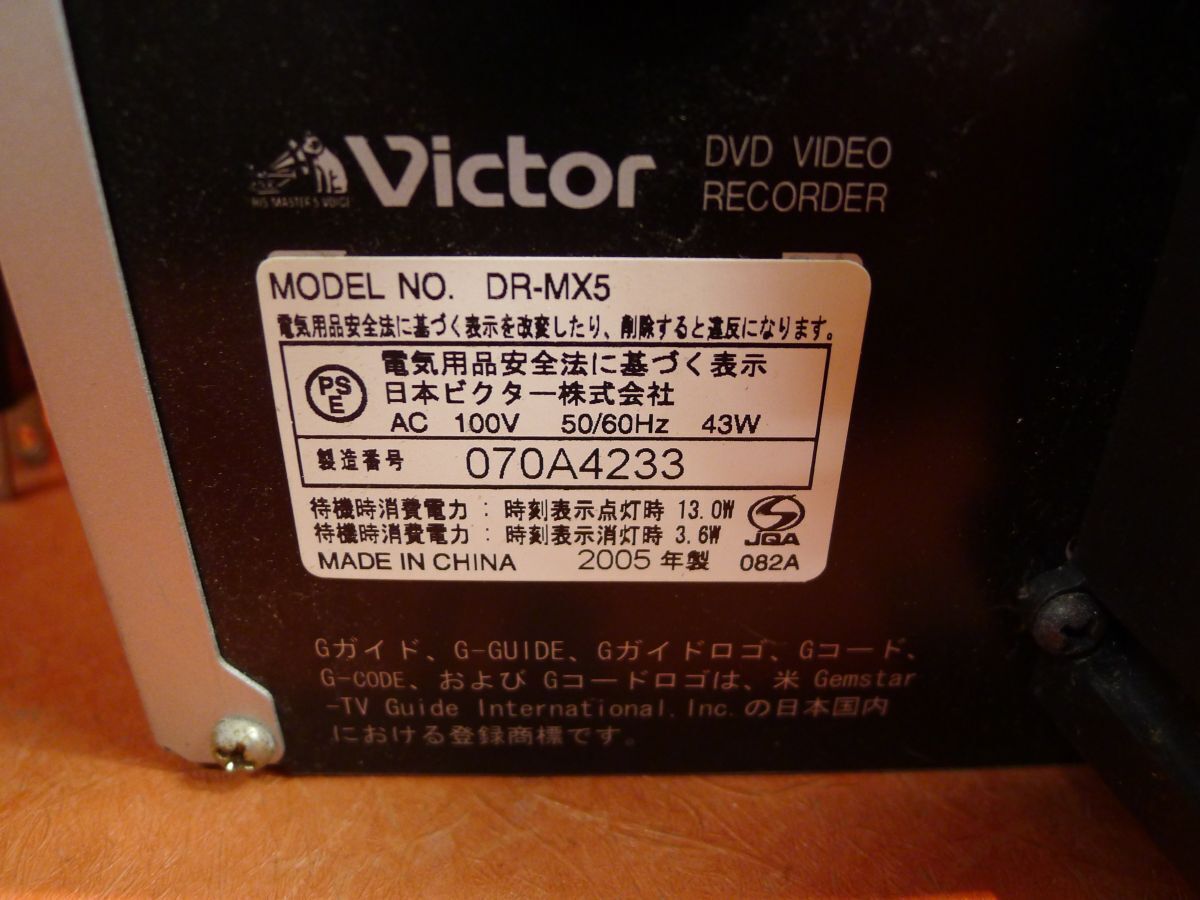 HIS MASTER'S VOICE
Victor
DVD VIDEO
RECORDER
MODEL NO. DR-MX5
電気用品安全法に基づく表示を改変したり、削除すると違反になります。
PS
E
電気用品安全法に基づく表示
日本ビクター株式会社
AC 100V 50/60Hz 43W
製造番号 070A4233
待機時消費電力 : 時刻表示点灯時 13.0W
待機時消費電力 : 時刻表示消灯時 3.6W
JQA
MADE IN CHINA 2005 年製 082A
Gガイド、G-GUIDE、Gガイドロゴ、Gコード、
G-CODE、および Gコードロゴは、米 Gemstar
-TV Guide International, Inc. の日本国内
における登録商標です。